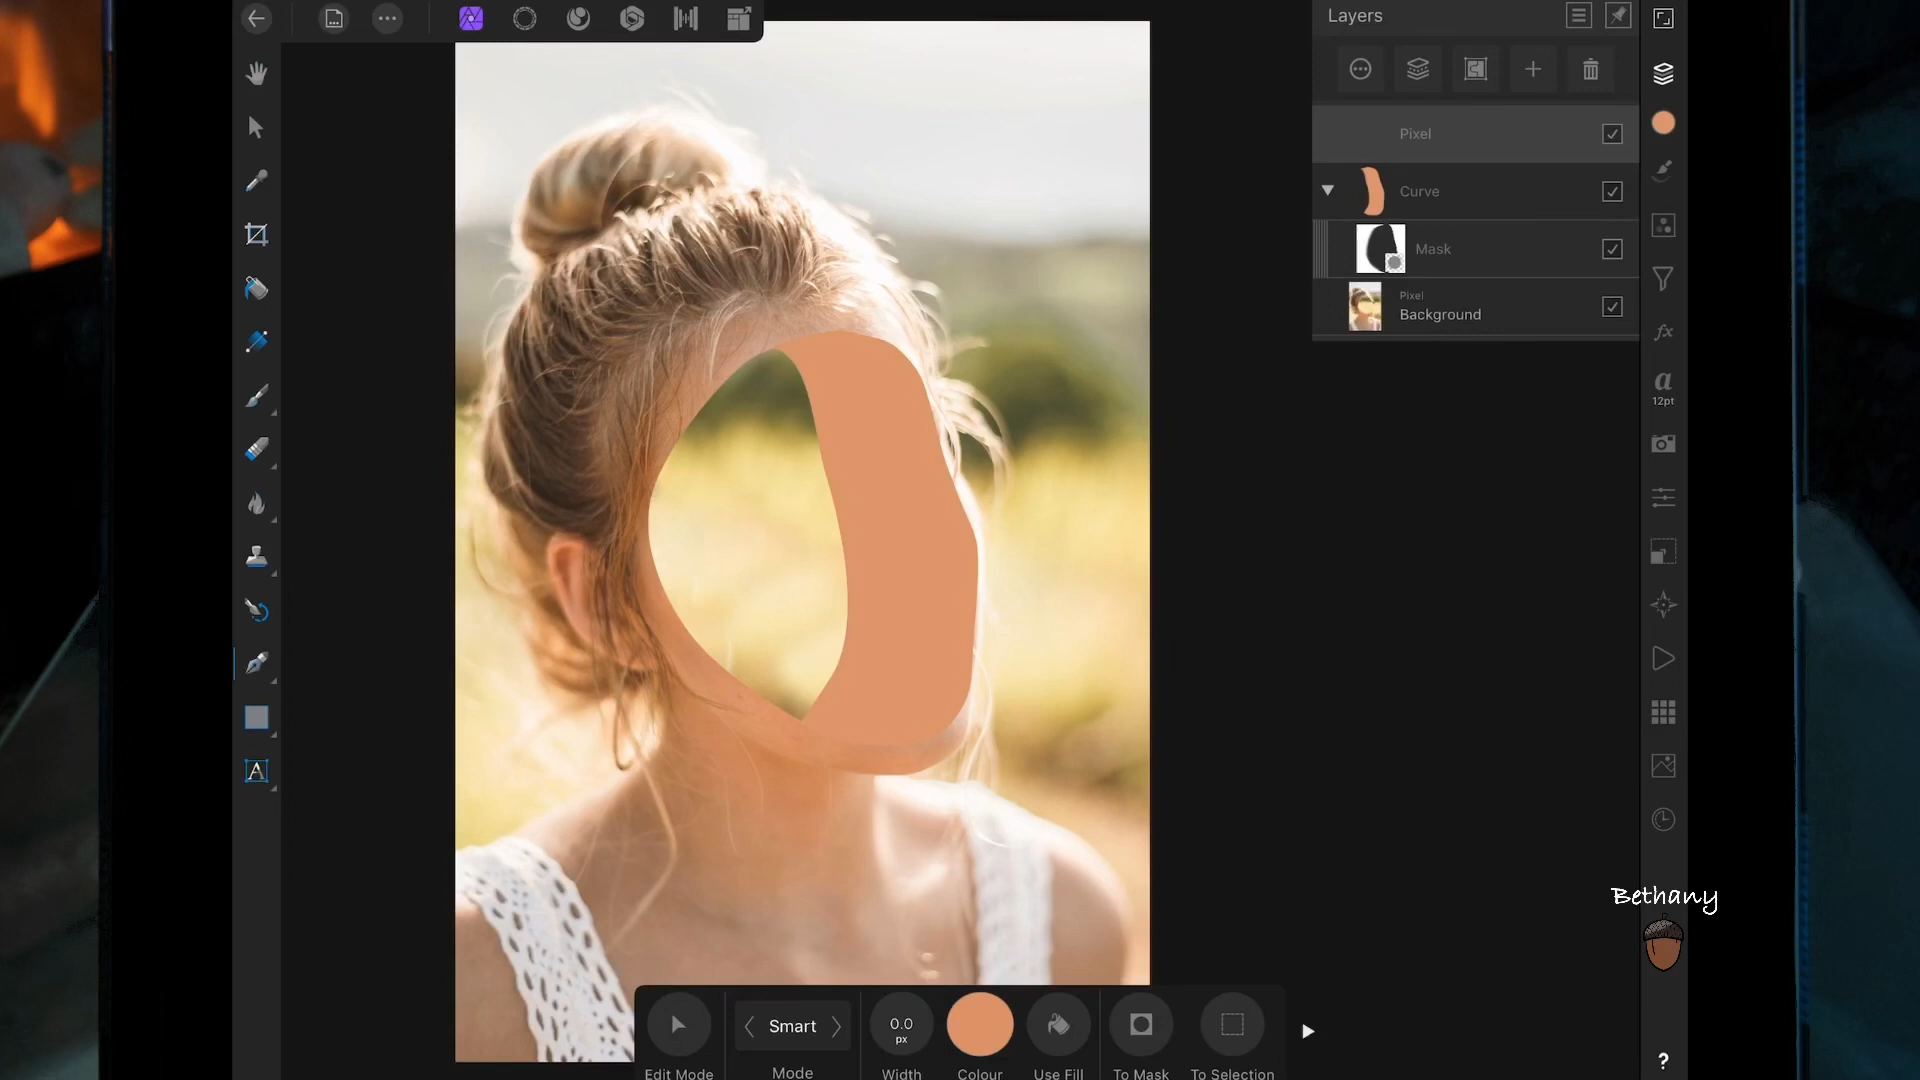 Layers
Pixel
Curve
Mask
Pixel
Background
a
12pt
Bethany
A
Smart
0.0
px
Edit Mode
Mode
Width
Colour
Use Fill
To Mask
To Selection
fx
?